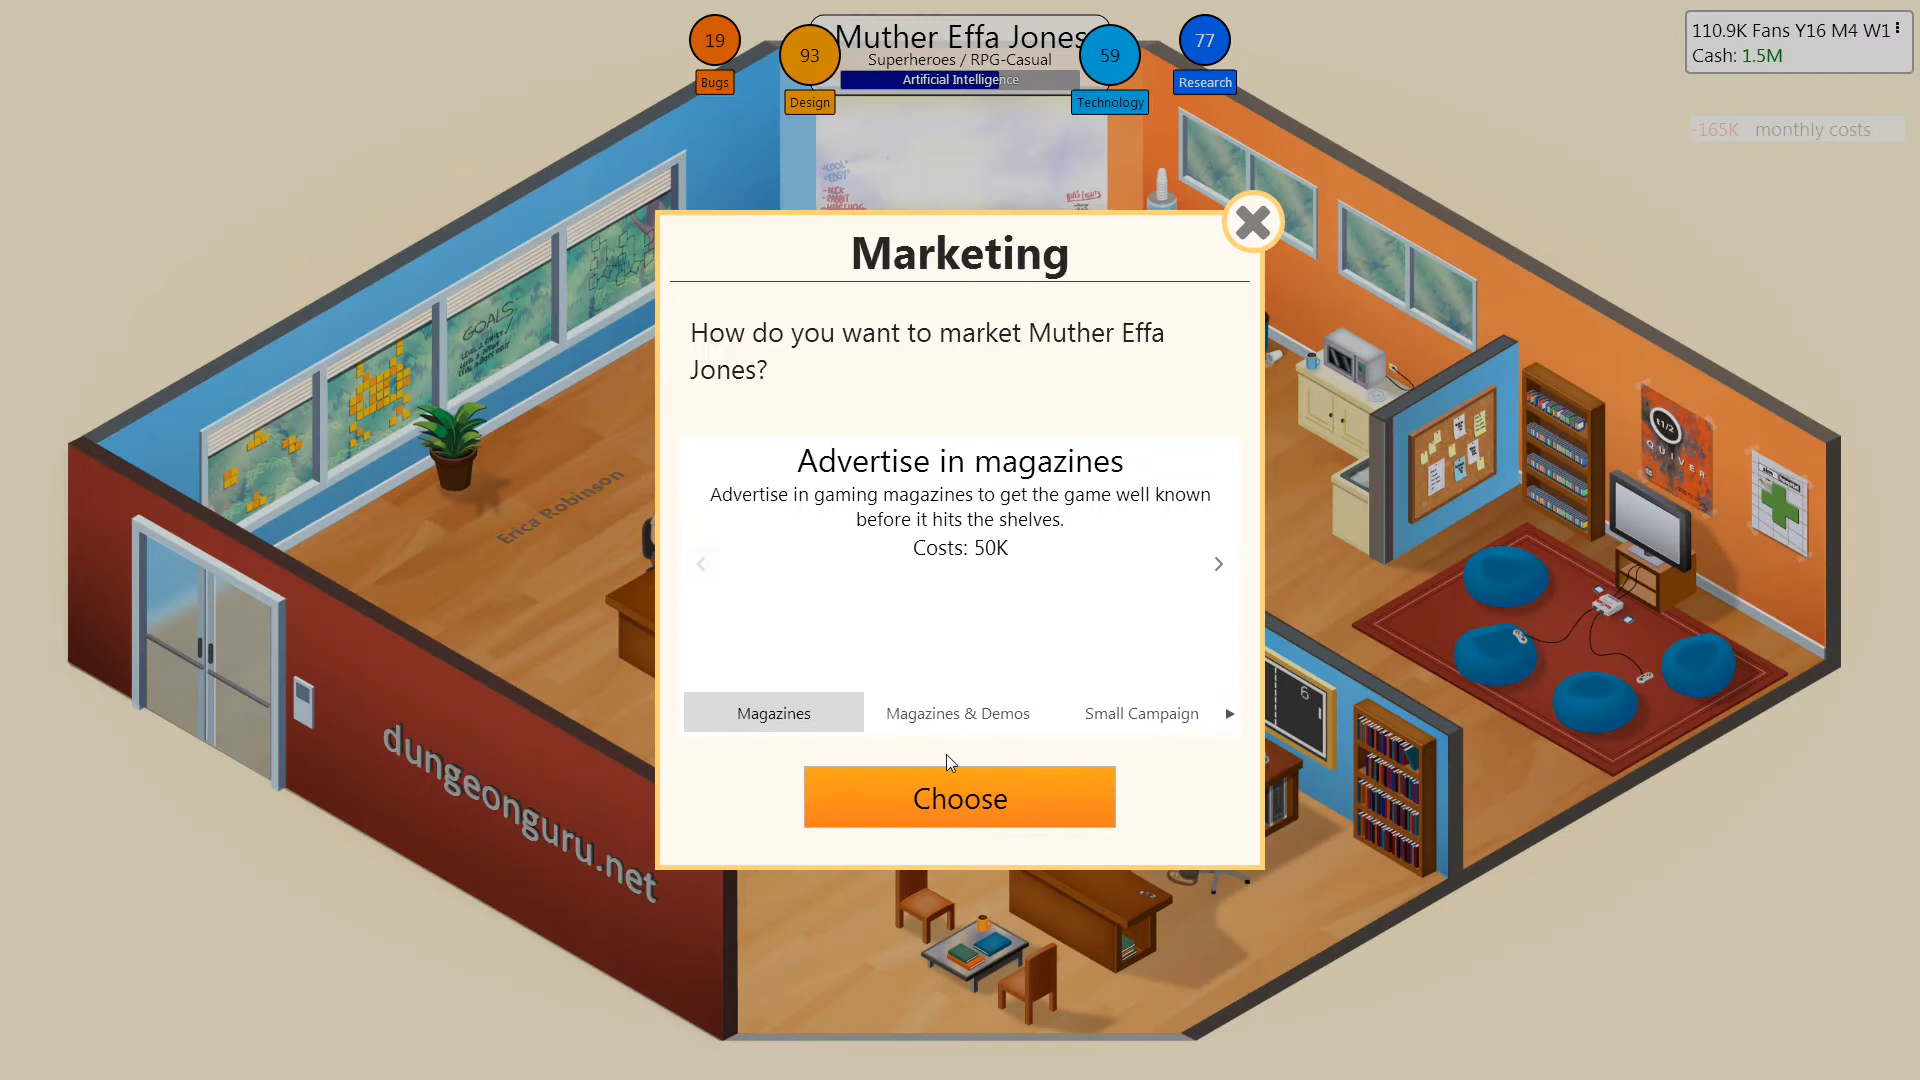 19
Bugs
93
Design
Muther Effa Jones
Superheroes / RPG-Casual
Artificial Intelligence
59
Technology
77
Research
110.9K Fans Y16 M4 W1
Cash: 1.5M
-165K monthly costs
GOALS:
Erica Robinson
dungeonguru.net
Marketing
How do you want to market Muther Effa
Jones?
Advertise in magazines
Advertise in gaming magazines to get the game well known
before it hits the shelves.
Costs: 50K
Magazines
Magazines & Demos
Small Campaign
Choose
t1/2
QUIVER
6